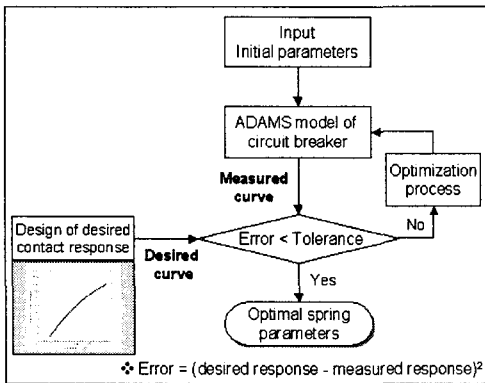 Input
Initial parameters
ADAMS model of
circuit breaker
Optimization
process
Measured
curve
Design of desired
contact response
Desired
curve
Error < Tolerance
No
Yes
Optimal spring
parameters
❖ Error = (desired response - measured response)²